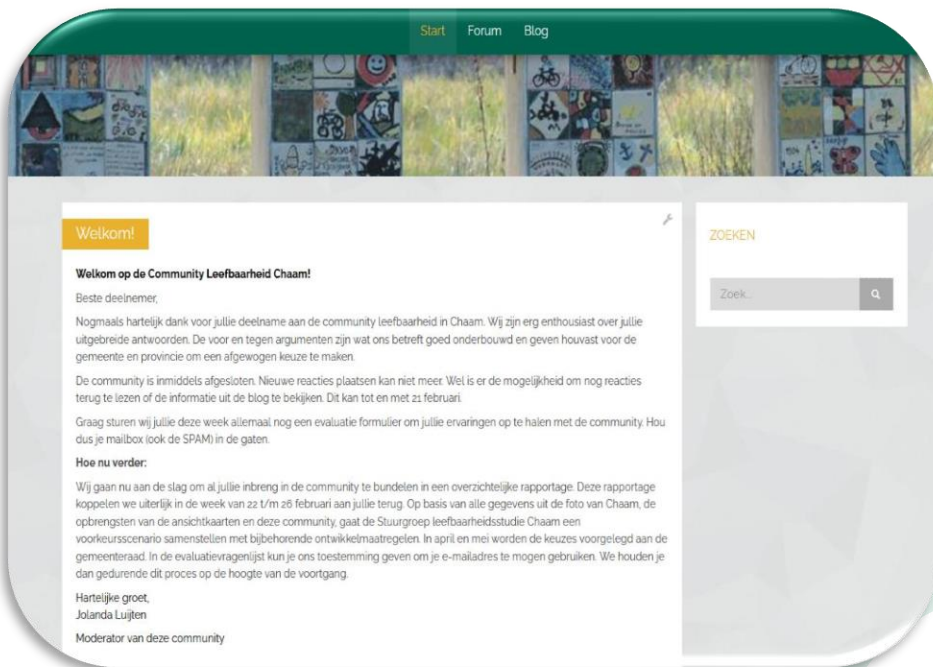 Start Forum Blog
Welkom!
Welkom op de Community Leefbaarheid Chaam!
Beste deelnemer,
Nogmaals hartelijk dank voor jullie deelname aan de community leefbaarheid in Chaam. Wij zijn erg enthousiast over jullie
uitgebreide antwoorden. De voor en tegen argumenten zijn wat ons betreft goed onderbouwd en geven houvast voor de
gemeente en provincie om een afgewogen keuze te maken.
De community is inmiddels afgesloten. Nieuwe reacties plaatsen kan niet meer. Wel is er de mogelijkheid om nog reacties
terug te lezen of de informatie uit de blog te bekijken. Dit kan tot en met 21 februari.
Graag sturen wij jullie deze week allemaal nog een evaluatie formulier om jullie ervaringen op te halen met de community. Hou
dus je mailbox (ook de SPAM) in de gaten.
Hoe nu verder:
Wij gaan nu aan de slag om al jullie inbreng in de community te bundelen in een overzichtelijke rapportage. Deze rapportage
koppelen we uiterlijk in de week van 22 t/m 26 februari aan jullie terug. Op basis van alle gegevens uit de foto van Chaam, de
opbrengsten van de ansichtkaarten en deze community, gaat de Stuurgroep leefbaarheidsstudie Chaam een
voorkeursscenario samenstellen met bijbehorende ontwikkelmaatregelen. In april en mei worden de keuzes voorgelegd aan de
gemeenteraad. In de evaluatievragenlijst kun je ons toestemming geven om je e-mailadres te mogen gebruiken. We houden je
dan gedurende dit proces op de hoogte van de voortgang.
Hartelijke groet,
Jolanda Luijten
Moderator van deze community
ZOEKEN
Zoek...